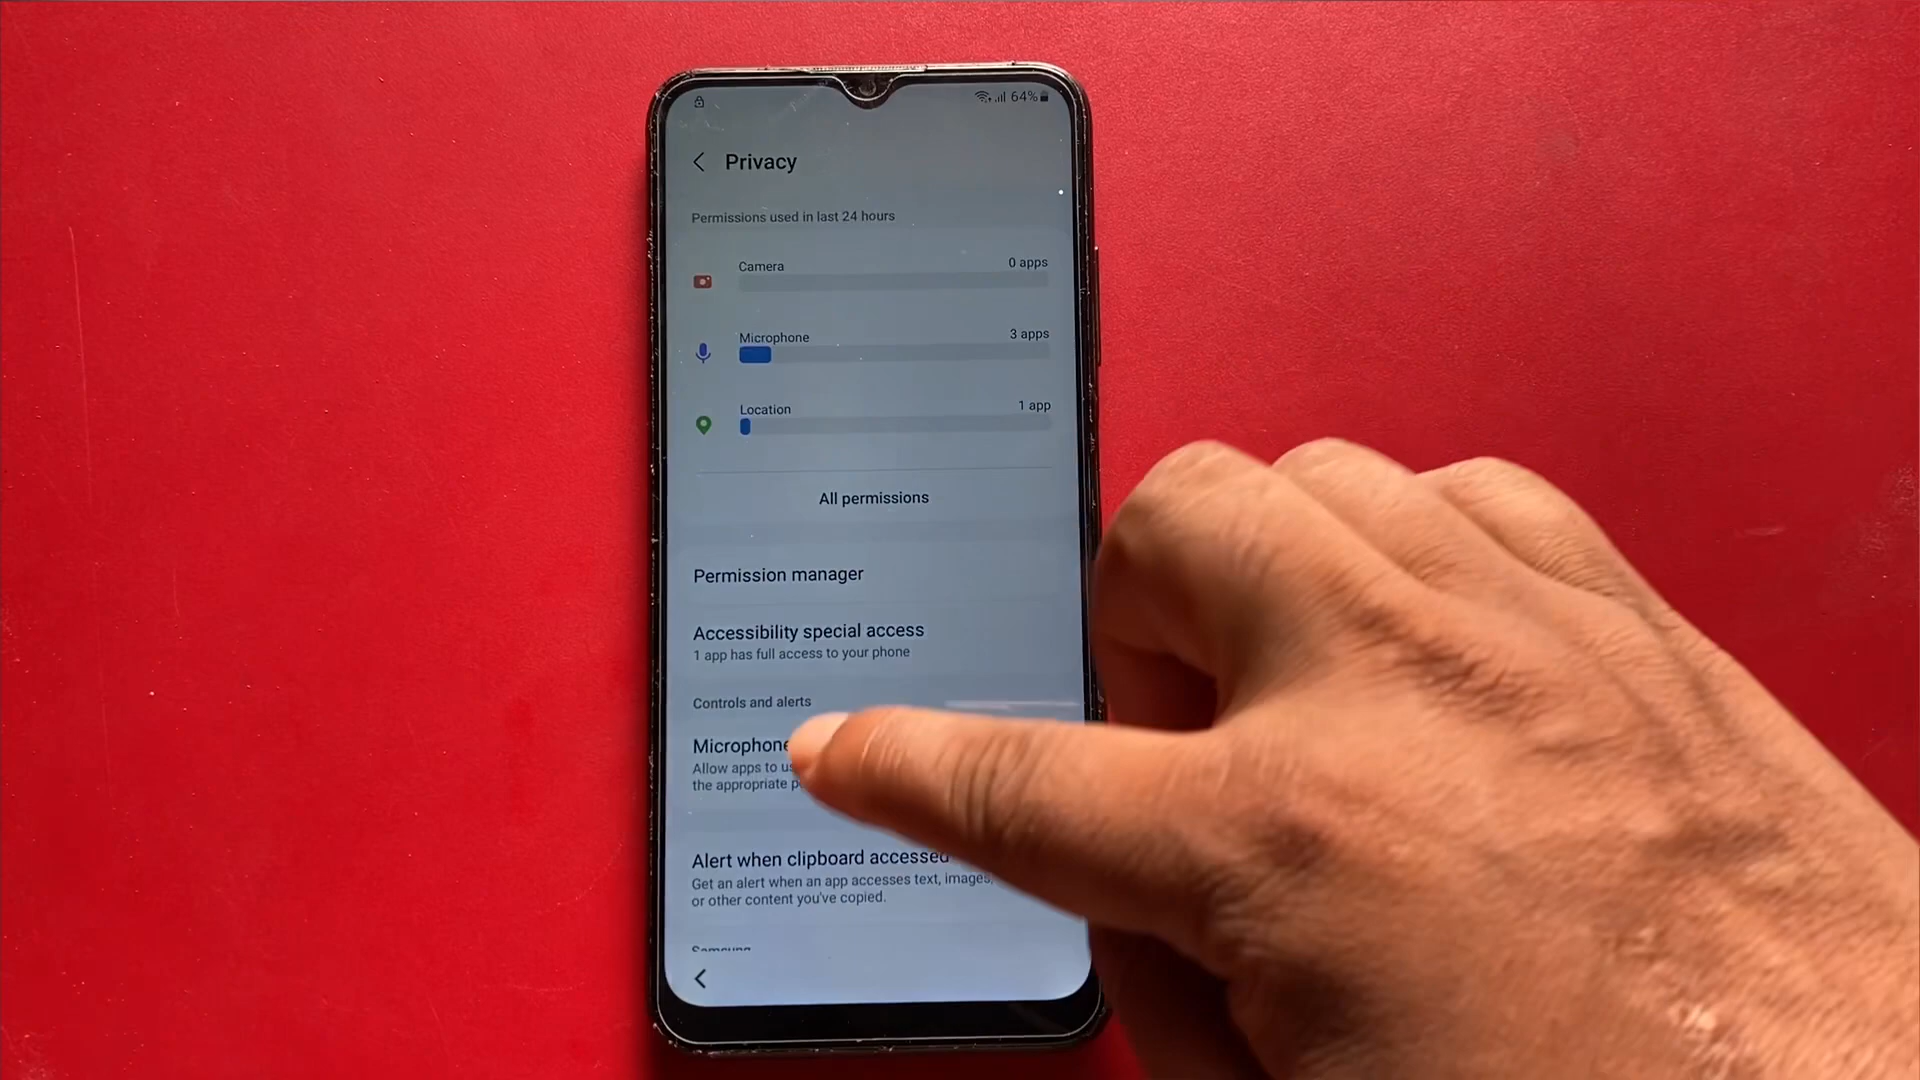 64%
Privacy
Permissions used in last 24 hours
Camera
0 apps
Microphone
3 apps
Location
1 app
All permissions
Permission manager
Accessibility special access
1 app has full access to your phone
Controls and alerts
Microphone
Allow apps to
the appropriate
Alert when clipboard accessed
Get an alert when an app accesses text, images,
or other content you've copied.
Samsung